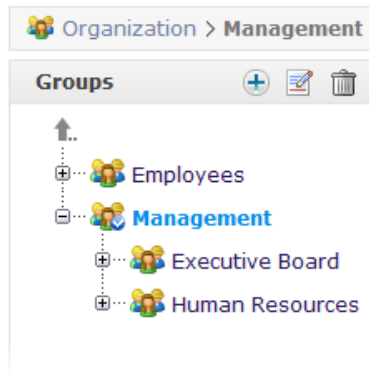 Organization > Management
Groups
..
Employees
Management
Executive Board
Human Resources